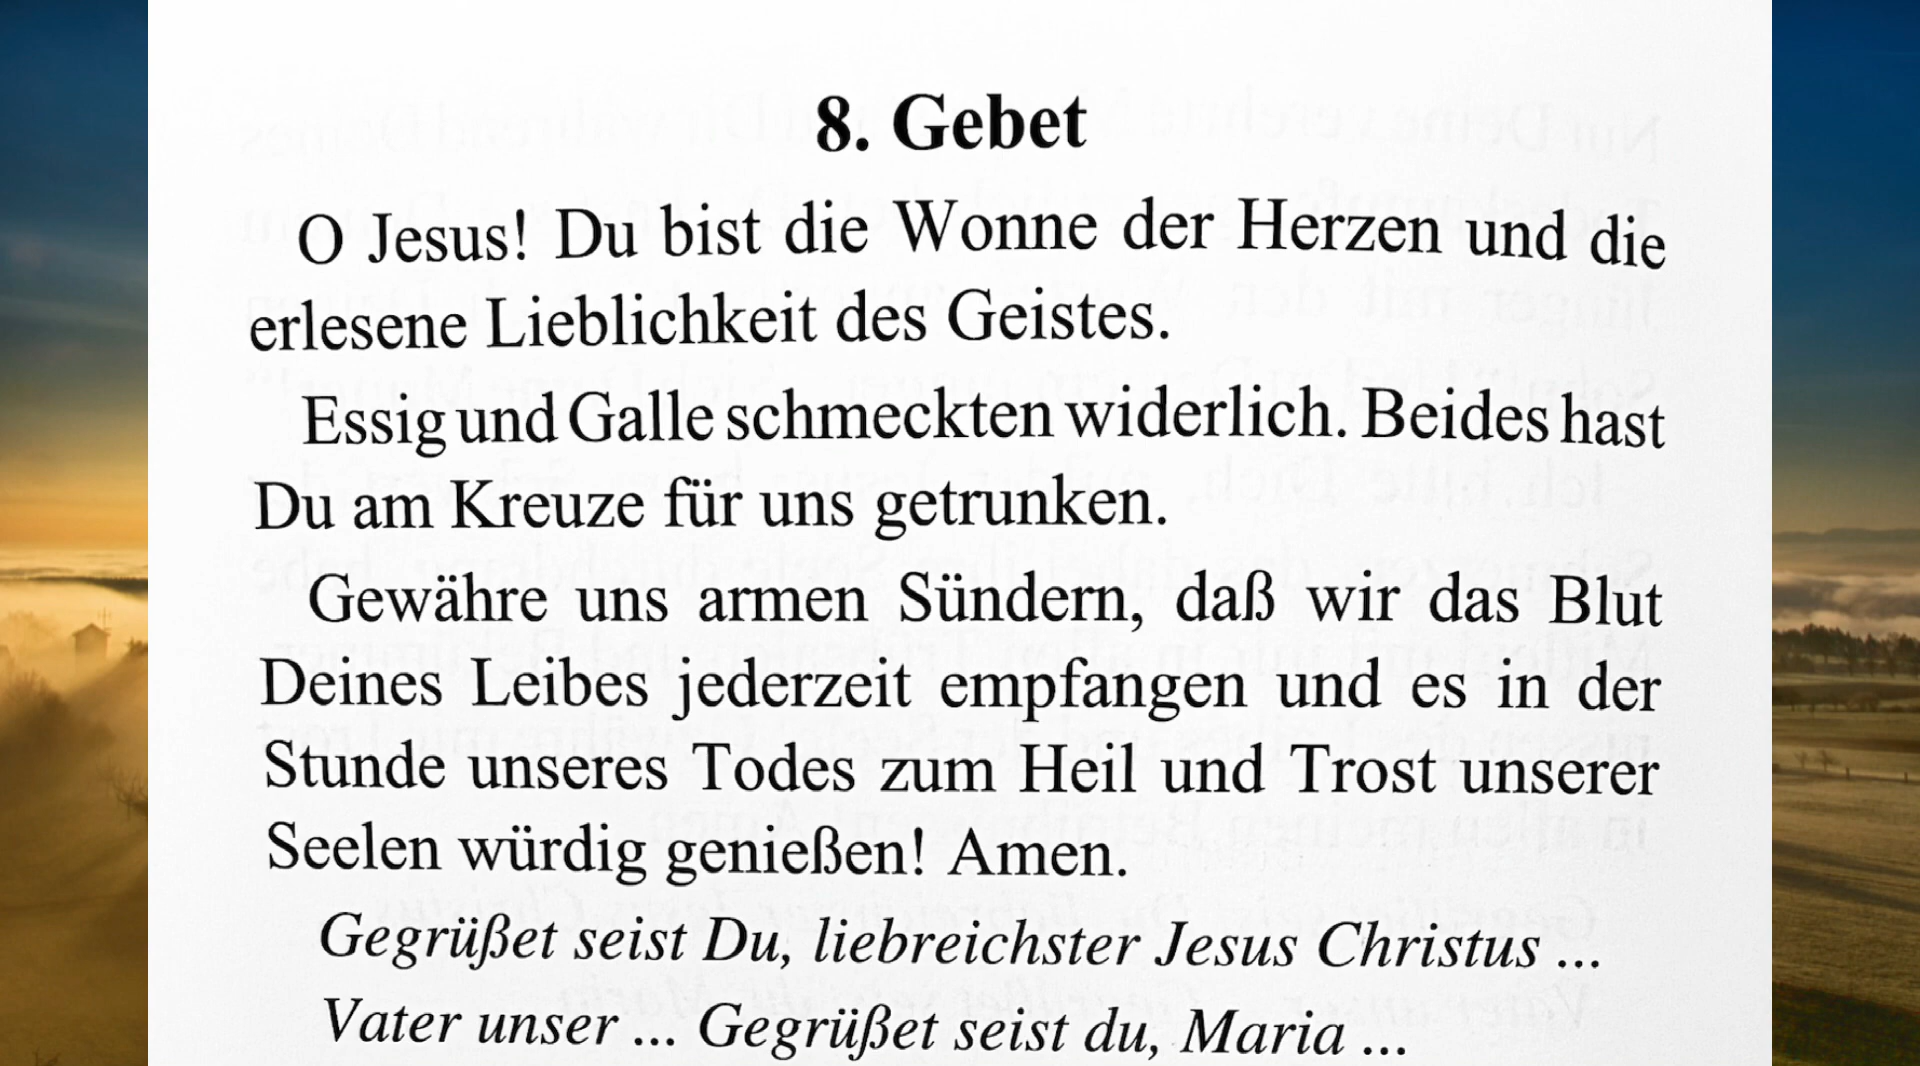 8. Gebet
O Jesus! Du bist die Wonne der Herzen und die
erlesene Lieblichkeit des Geistes.
Essig und Galle schmeckten widerlich. Beides hast
Du am Kreuze für uns getrunken.
Gewähre uns armen Sündern, daß wir das Blut
Deines Leibes jederzeit empfangen und es in der
Stunde unseres Todes zum Heil und Trost unserer
Seelen würdig genießen! Amen.
Gegrüßet seist Du, liebreichster Jesus Christus ...
Vater unser ... Gegrüßet seist du, Maria ...